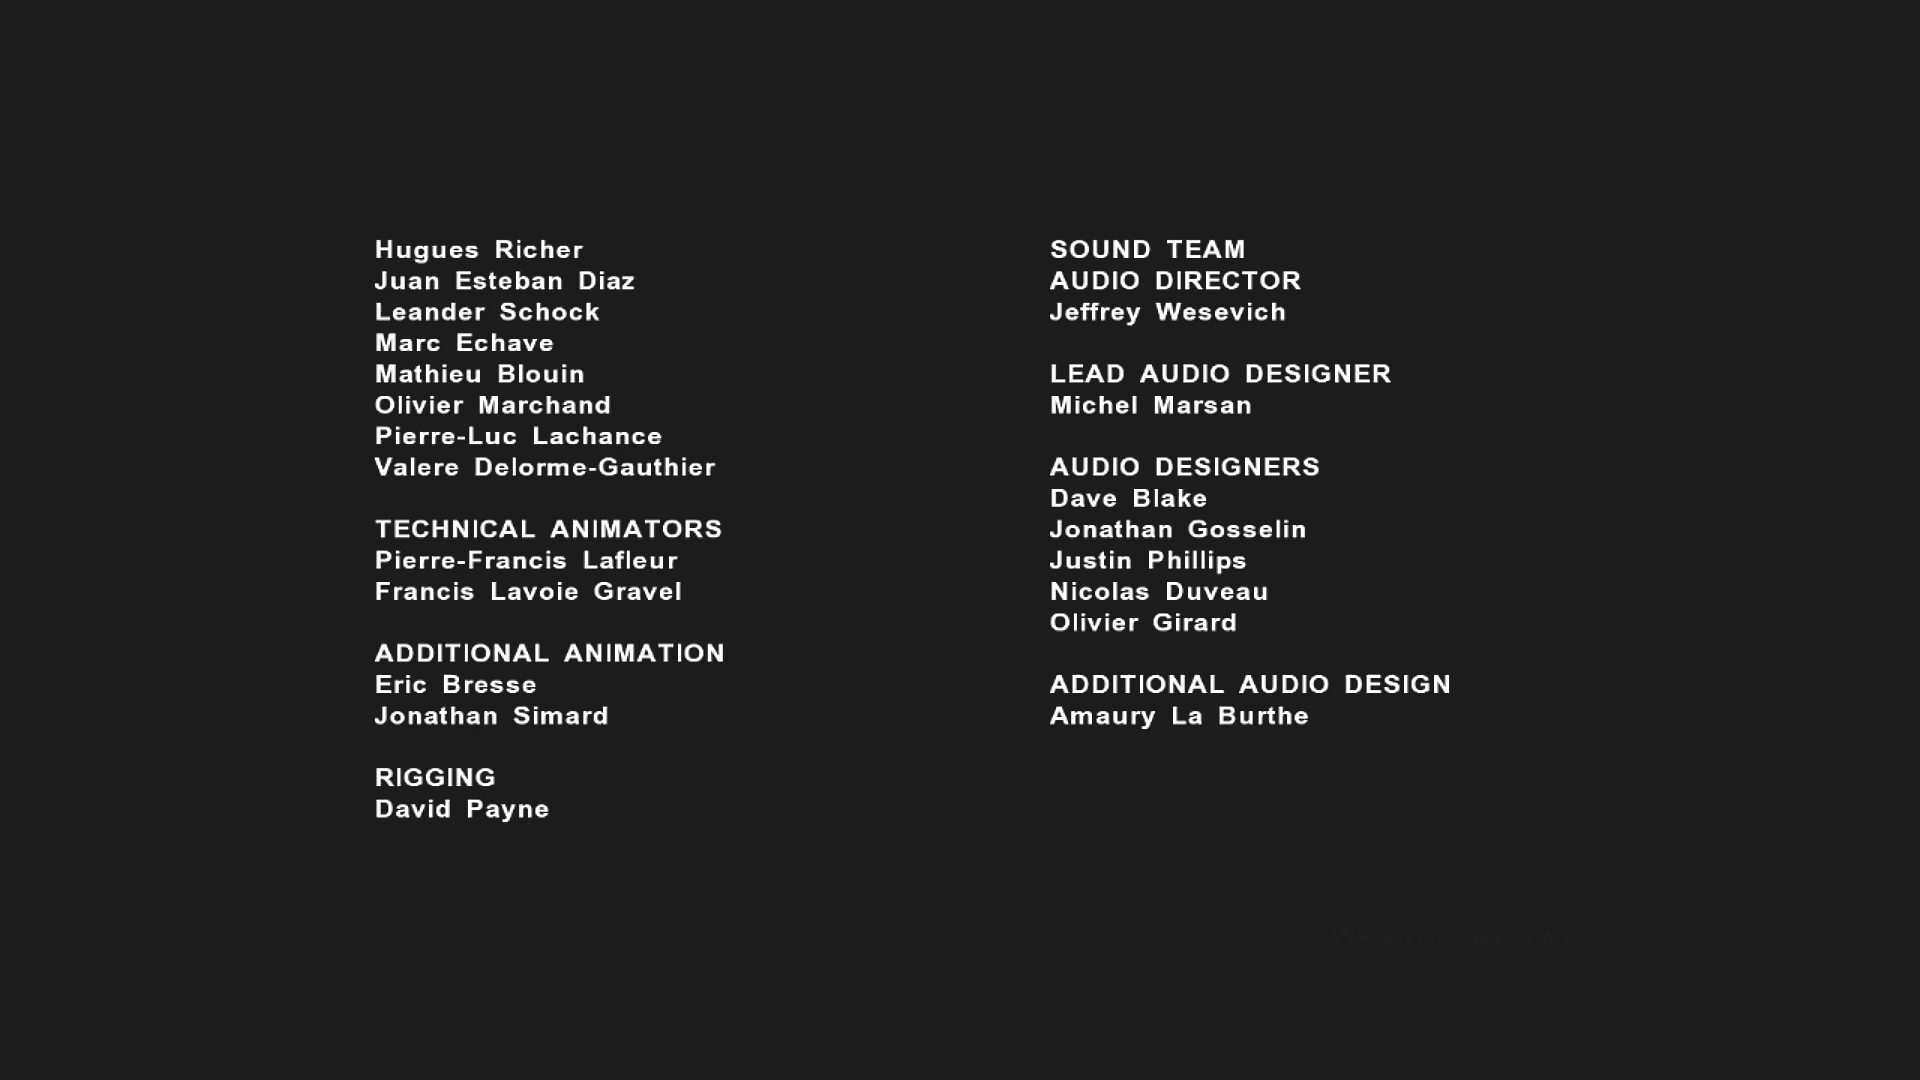 Hugues Richer
Juan Esteban Diaz
Leander Schock
Marc Echave
Mathieu Blouin
Olivier Marchand
Pierre-Luc Lachance
Valere Delorme-Gauthier
TECHNICAL ANIMATORS
Pierre-Francis Lafleur
Francis Lavoie Gravel
ADDITIONAL ANIMATION
Eric Bresse
Jonathan Simard
RIGGING
David Payne
SOUND TEAM
AUDIO DIRECTOR
Jeffrey Wesevich
LEAD AUDIO DESIGNER
Michel Marsan
AUDIO DESIGNERS
Dave Blake
Jonathan Gosselin
Justin Phillips
Nicolas Duveau
Olivier Girard
ADDITIONAL AUDIO DESIGN
Amaury La Burthe